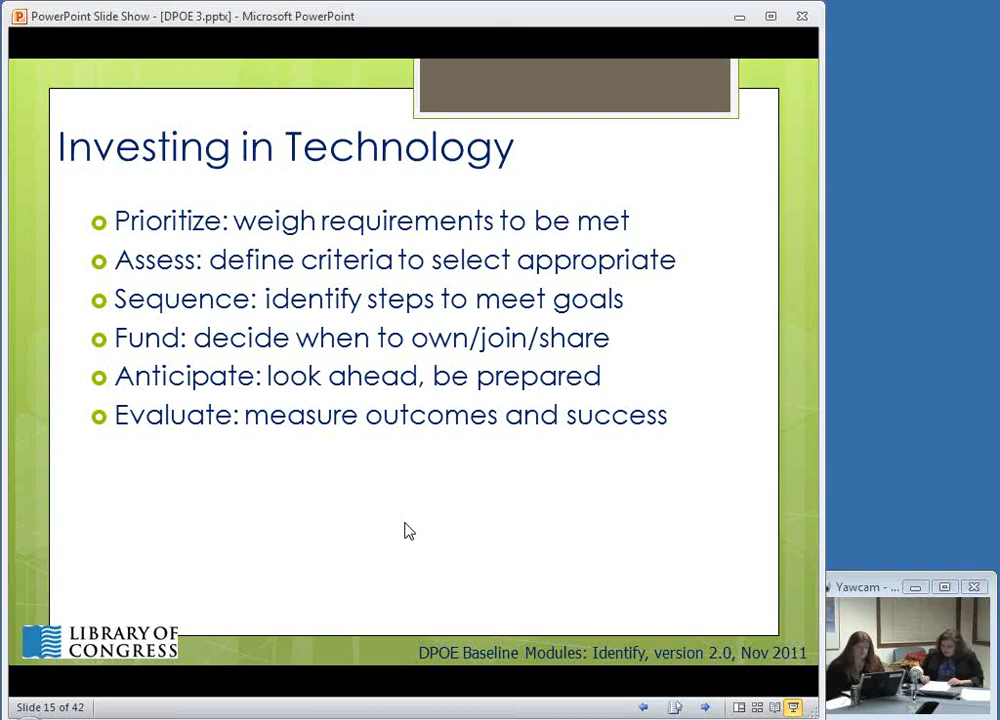 PowerPoint Slide Show - [DPOE 3.pptx] - Microsoft PowerPoint
Investing in Technology
Prioritize: weigh requirements to be met
Assess: define criteria to select appropriate
Sequence: identify steps to meet goals
Fund: decide when to own/join/share
Anticipate: look ahead, be prepared
Evaluate: measure outcomes and success
LIBRARY OF
CONGRESS
DPOE Baseline Modules: Identify, version 2.0, Nov 2011
Yawcam - ...
Slide 15 of 42